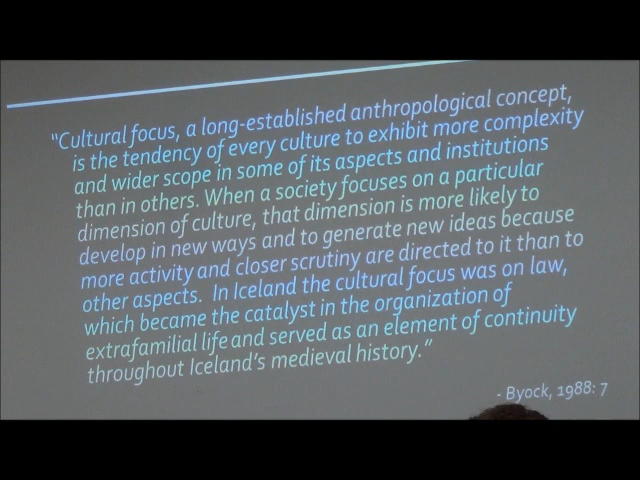 "Cultural focus, a long-established anthropological concept,
is the tendency of every culture to exhibit more complexity
and wider scope in some of its aspects and institutions
than in others. When a society focuses on a particular
dimension of culture, that dimension is more likely to
develop in new ways and to generate new ideas because
more activity and closer scrutiny are directed to it than to
other aspects.  In Iceland the cultural focus was on law,
which became the catalyst in the organization of
extrafamilial life and served as an element of continuity
throughout Iceland's medieval history."
- Byock, 1988: 7